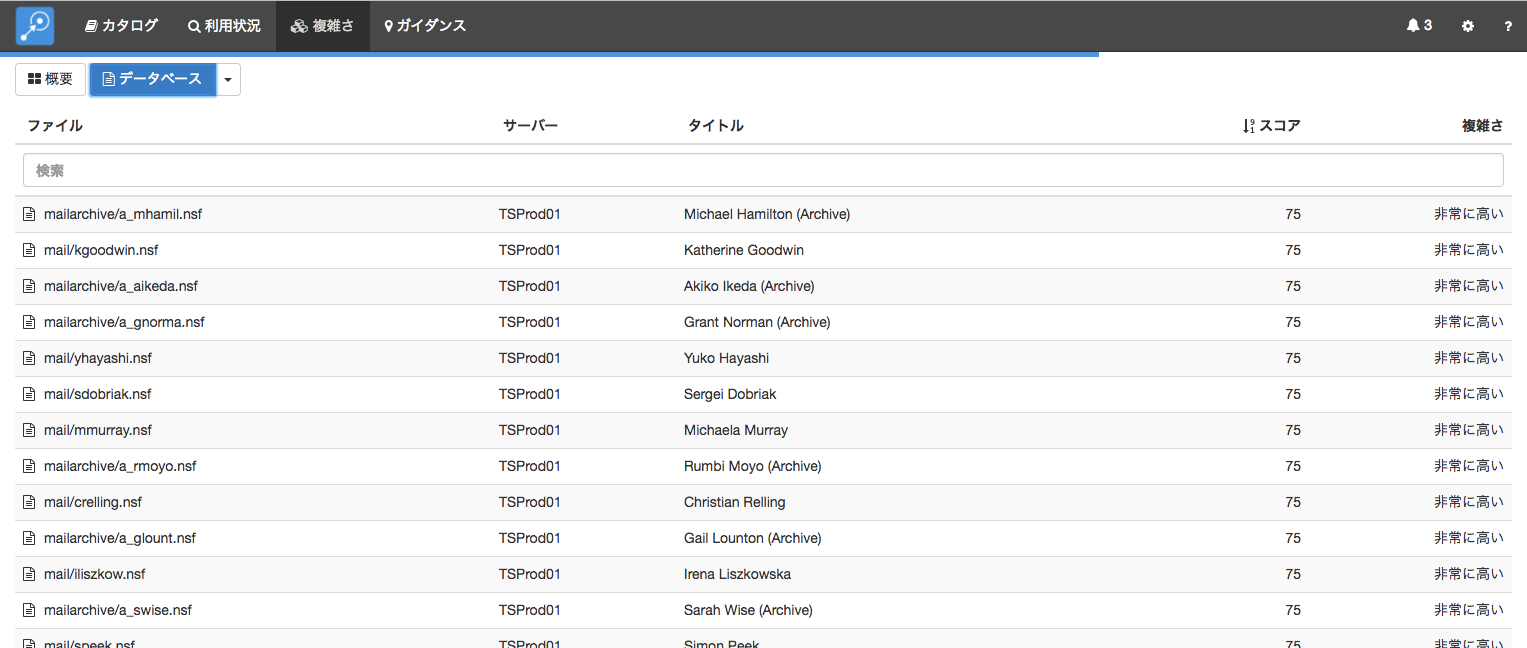 カタログ 利用状況 複雑さ ガイダンス 3 ?
概要 データベース
ファイル サーバー タイトル スコア 複雑さ
検索
mailarchive/a_mhamil.nsf TSProd01 Michael Hamilton (Archive) 75 非常に高い
mail/kgoodwin.nsf TSProd01 Katherine Goodwin 75 非常に高い
mailarchive/a_aikeda.nsf TSProd01 Akiko Ikeda (Archive) 75 非常に高い
mailarchive/a_gnorma.nsf TSProd01 Grant Norman (Archive) 75 非常に高い
mail/yhayashi.nsf TSProd01 Yuko Hayashi 75 非常に高い
mail/sdobriak.nsf TSProd01 Sergei Dobriak 75 非常に高い
mail/mmurray.nsf TSProd01 Michaela Murray 75 非常に高い
mailarchive/a_rmoyo.nsf TSProd01 Rumbi Moyo (Archive) 75 非常に高い
mail/crelling.nsf TSProd01 Christian Relling 75 非常に高い
mailarchive/a_glount.nsf TSProd01 Gail Lounton (Archive) 75 非常に高い
mail/iliszkow.nsf TSProd01 Irena Liszkowska 75 非常に高い
mailarchive/a_swise.nsf TSProd01 Sarah Wise (Archive) 75 非常に高い
mail/speek.nsf TSProd01 Simon Peek 75 非常に高い